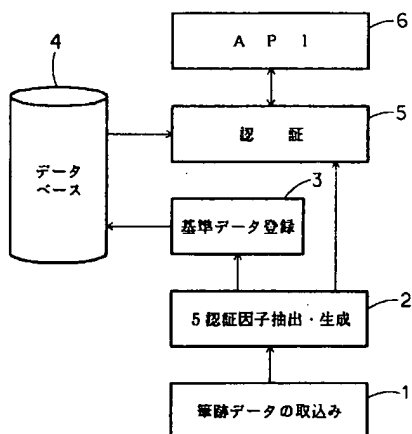 6
A P I
4
5
認 証
データ
ベース
3
基準データ登録
2
5認証因子抽出・生成
1
筆跡データの取込み